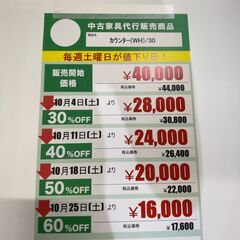 中古家具代行販売商品
商品名
カウンター(WH)/30
毎週土曜日が値下り日!
販売開始
価格
¥40,000
税込価格
¥44,000
10月4日(土)より
30%OFF
¥28,000
税込価格
¥30,800
10月11日(土)より
40%OFF
¥24,000
税込価格
¥26,400
10月18日(土)より
50%OFF
¥20,000
税込価格
¥22,000
10月25日(土)より
60%OFF
¥16,000
税込価格
¥17,600